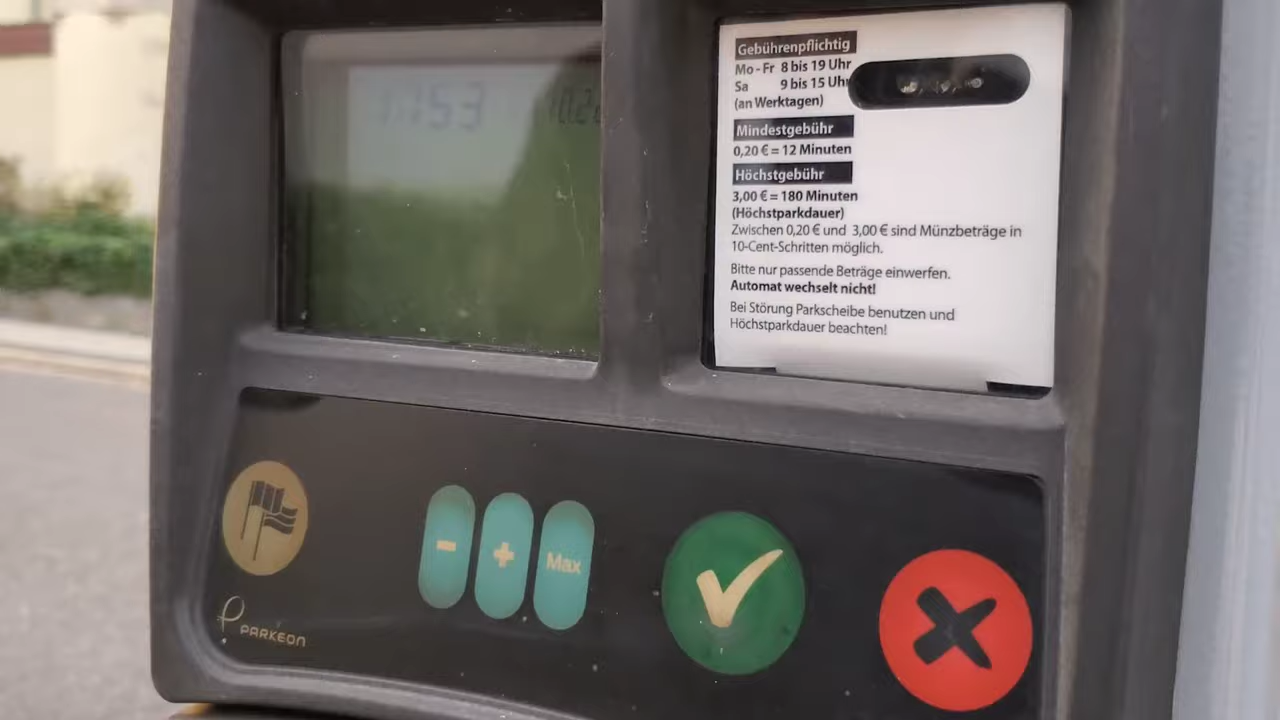 Gebührenpflichtig
Mo - Fr 8 bis 19 Uhr
Sa 9 bis 15 Uhr
(an Werktagen)
Mindestgebühr
0,20 € = 12 Minuten
Höchstgebühr
3,00 € = 180 Minuten
(Höchstparkdauer)
Zwischen 0,20 € und 3,00 € sind Münzbeträge in
10-Cent-Schritten möglich.
Bitte nur passende Beträge einwerfen.
Automat wechselt nicht!
Bei Störung Parkscheibe benutzen und
Höchstparkdauer beachten!
- + Max
PARKEON